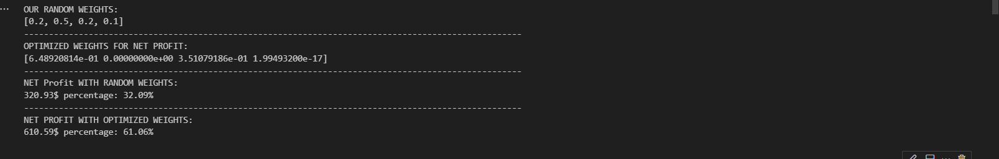 OUR RANDOM WEIGHTS:
[0.2, 0.5, 0.2, 0.1]
----------------------------------------------------------------------------------------------------
OPTIMIZED WEIGHTS FOR NET PROFIT:
[6.48920814e-01 0.00000000e+00 3.51079186e-01 1.99493200e-17]
----------------------------------------------------------------------------------------------------
NET Profit WITH RANDOM WEIGHTS:
320.93$ percentage: 32.09%
----------------------------------------------------------------------------------------------------
NET PROFIT WITH OPTIMIZED WEIGHTS:
610.59$ percentage: 61.06%